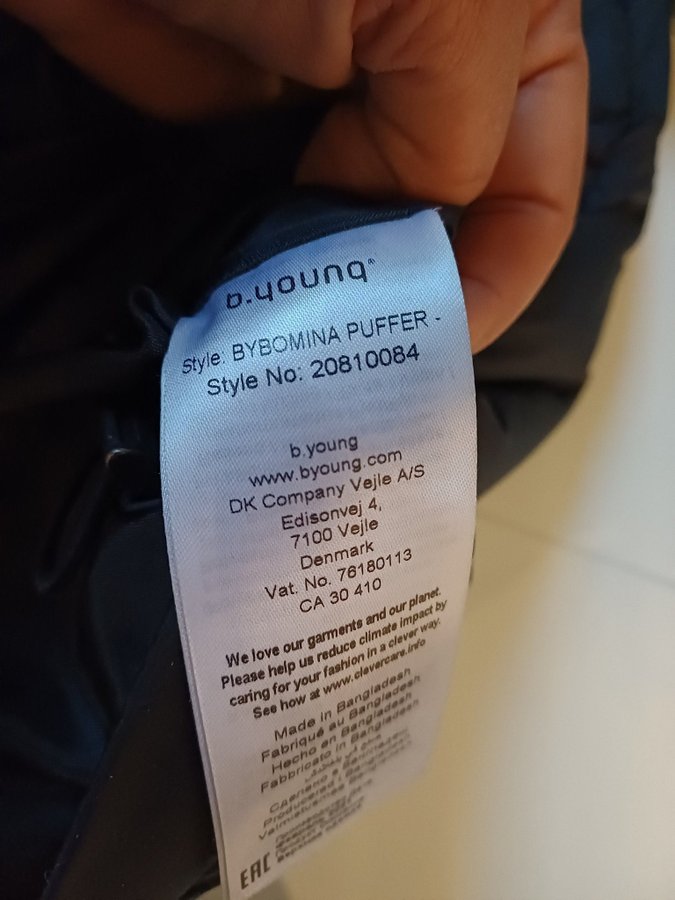 b.young®
Style: BYBOMINA PUFFER -
Style No: 20810084
b.young
www.byoung.com
DK Company Vejle A/S
Edisonvej 4,
7100 Vejle
Denmark
Vat. No. 76180113
CA 30 410
We love our garments and our planet.
Please help us reduce climate impact by
caring for your fashion in a clever way.
See how at www.clevercare.info
Made in Bangladesh
Fabriqué au Bangladesh
Hecho en Bangladesh
Fabbricato in Bangladesh
EAC